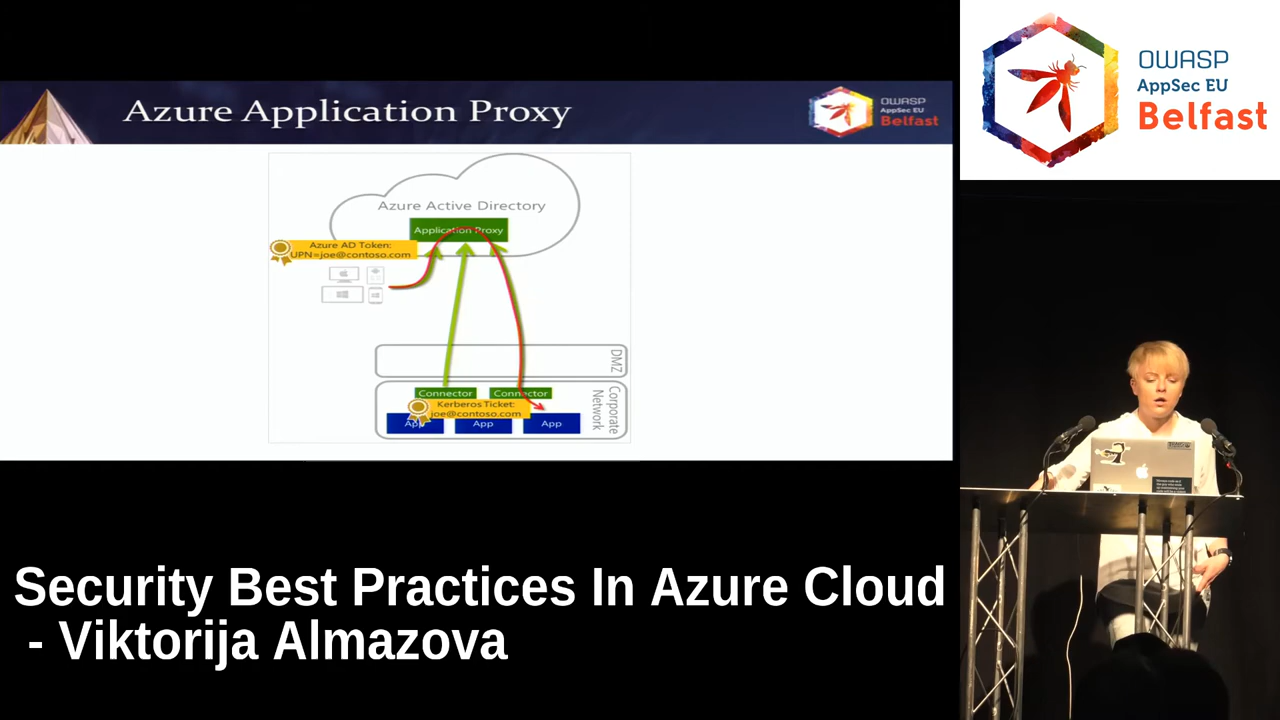 Azure Application Proxy
OWASP
AppSec EU
Belfast
Azure Active Directory
Application Proxy
Azure AD Token:
UPN=joe@contoso.com
DMZ
Connector
Connector
Kerberos Ticket:
joe@contoso.com
Corporate
Network
App
App
App
OWASP
AppSec EU
Belfast
Security Best Practices In Azure Cloud
- Viktorija Almazova